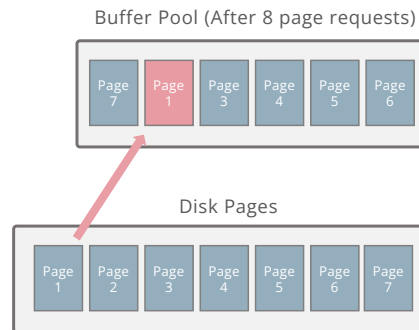 Buffer Pool (After 8 page requests)
Page Page Page Page Page Page
7 1 3 4 5 6
Disk Pages
Page Page Page Page Page Page Page
1 2 3 4 5 6 7